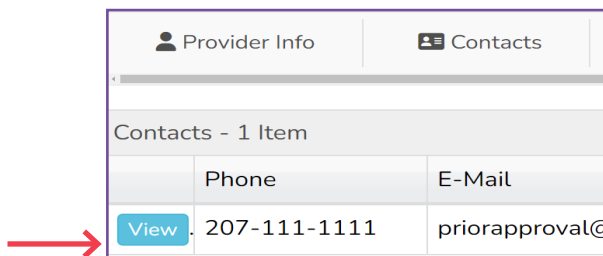 Provider Info Contacts
Contacts - 1 Item
Phone E-Mail
View . 207-111-1111 priorapproval@